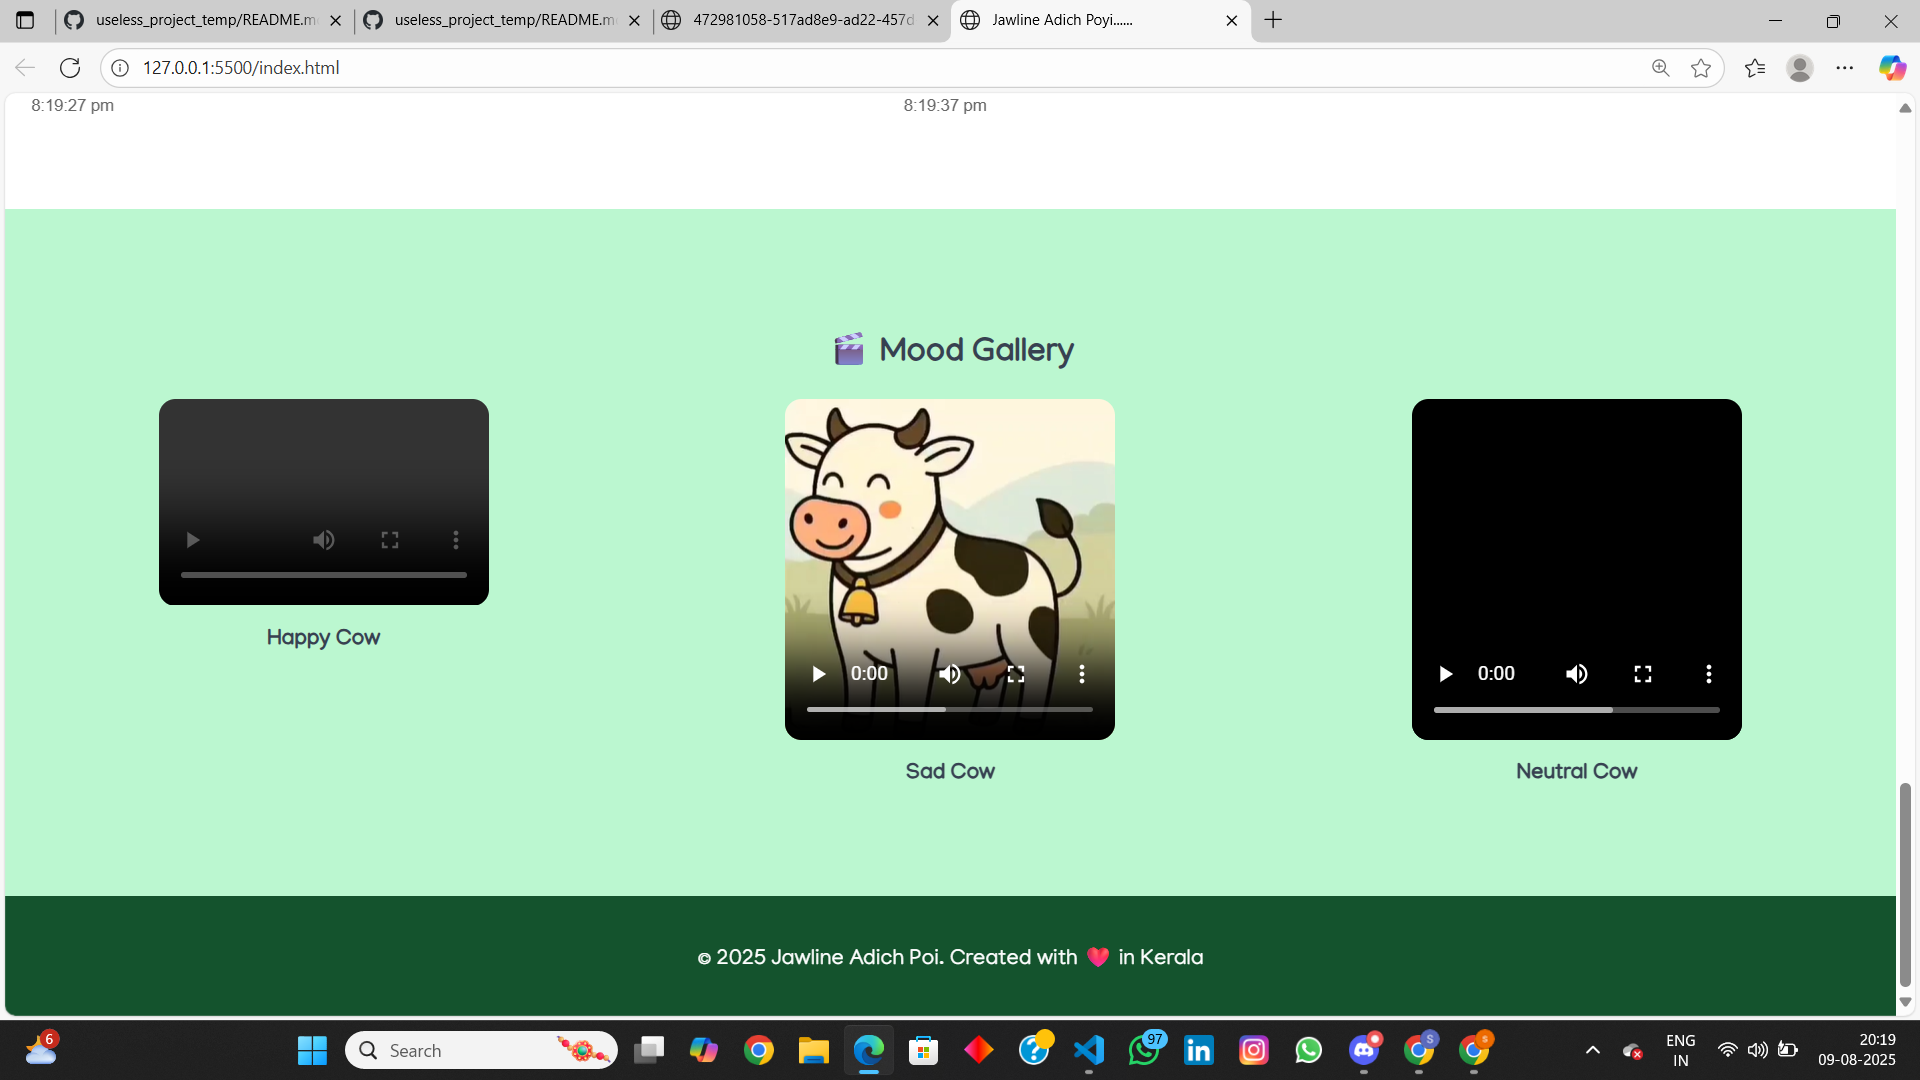 useless_project_temp/README.m
useless_project_temp/README.m
472981058-517ad8e9-ad22-457d
Jawline Adich Poyi......
127.0.0.1:5500/index.html
8:19:27 pm
8:19:37 pm
🎬 Mood Gallery
0:00
0:00
Happy Cow
Sad Cow
Neutral Cow
© 2025 Jawline Adich Poi. Created with ❤️ in Kerala
6
Search
97
S
s
ENG
IN
20:19
09-08-2025